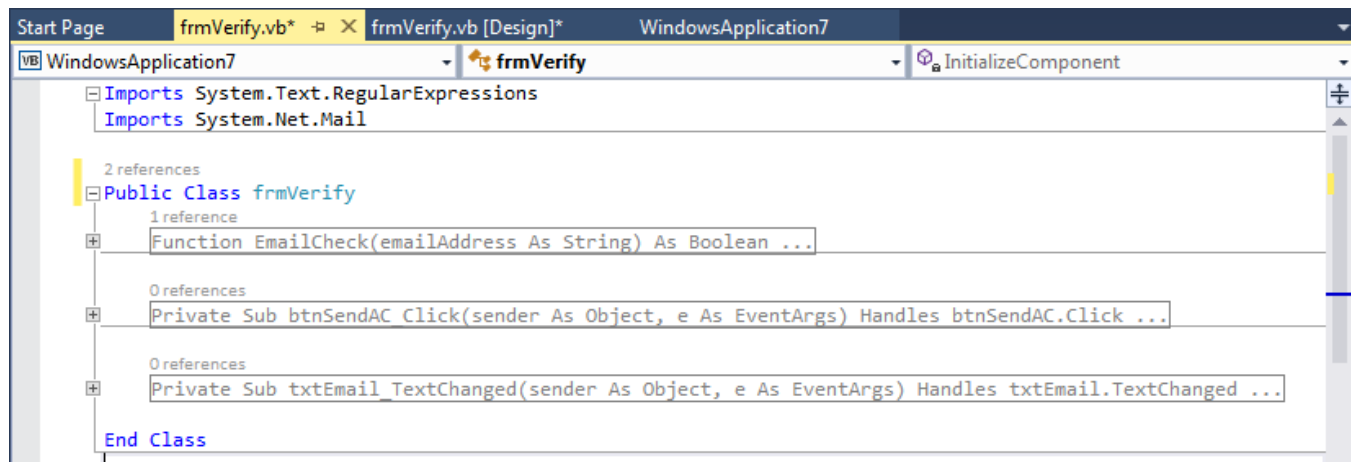 Start Page frmVerify.vb* frmVerify.vb [Design]* WindowsApplication7
VB WindowsApplication7 frmVerify InitializeComponent
Imports System.Text.RegularExpressions
Imports System.Net.Mail
2 references
Public Class frmVerify
1 reference
Function EmailCheck(emailAddress As String) As Boolean ...
0 references
Private Sub btnSendAC_Click(sender As Object, e As EventArgs) Handles btnSendAC.Click ...
0 references
Private Sub txtEmail_TextChanged(sender As Object, e As EventArgs) Handles txtEmail.TextChanged ...
End Class